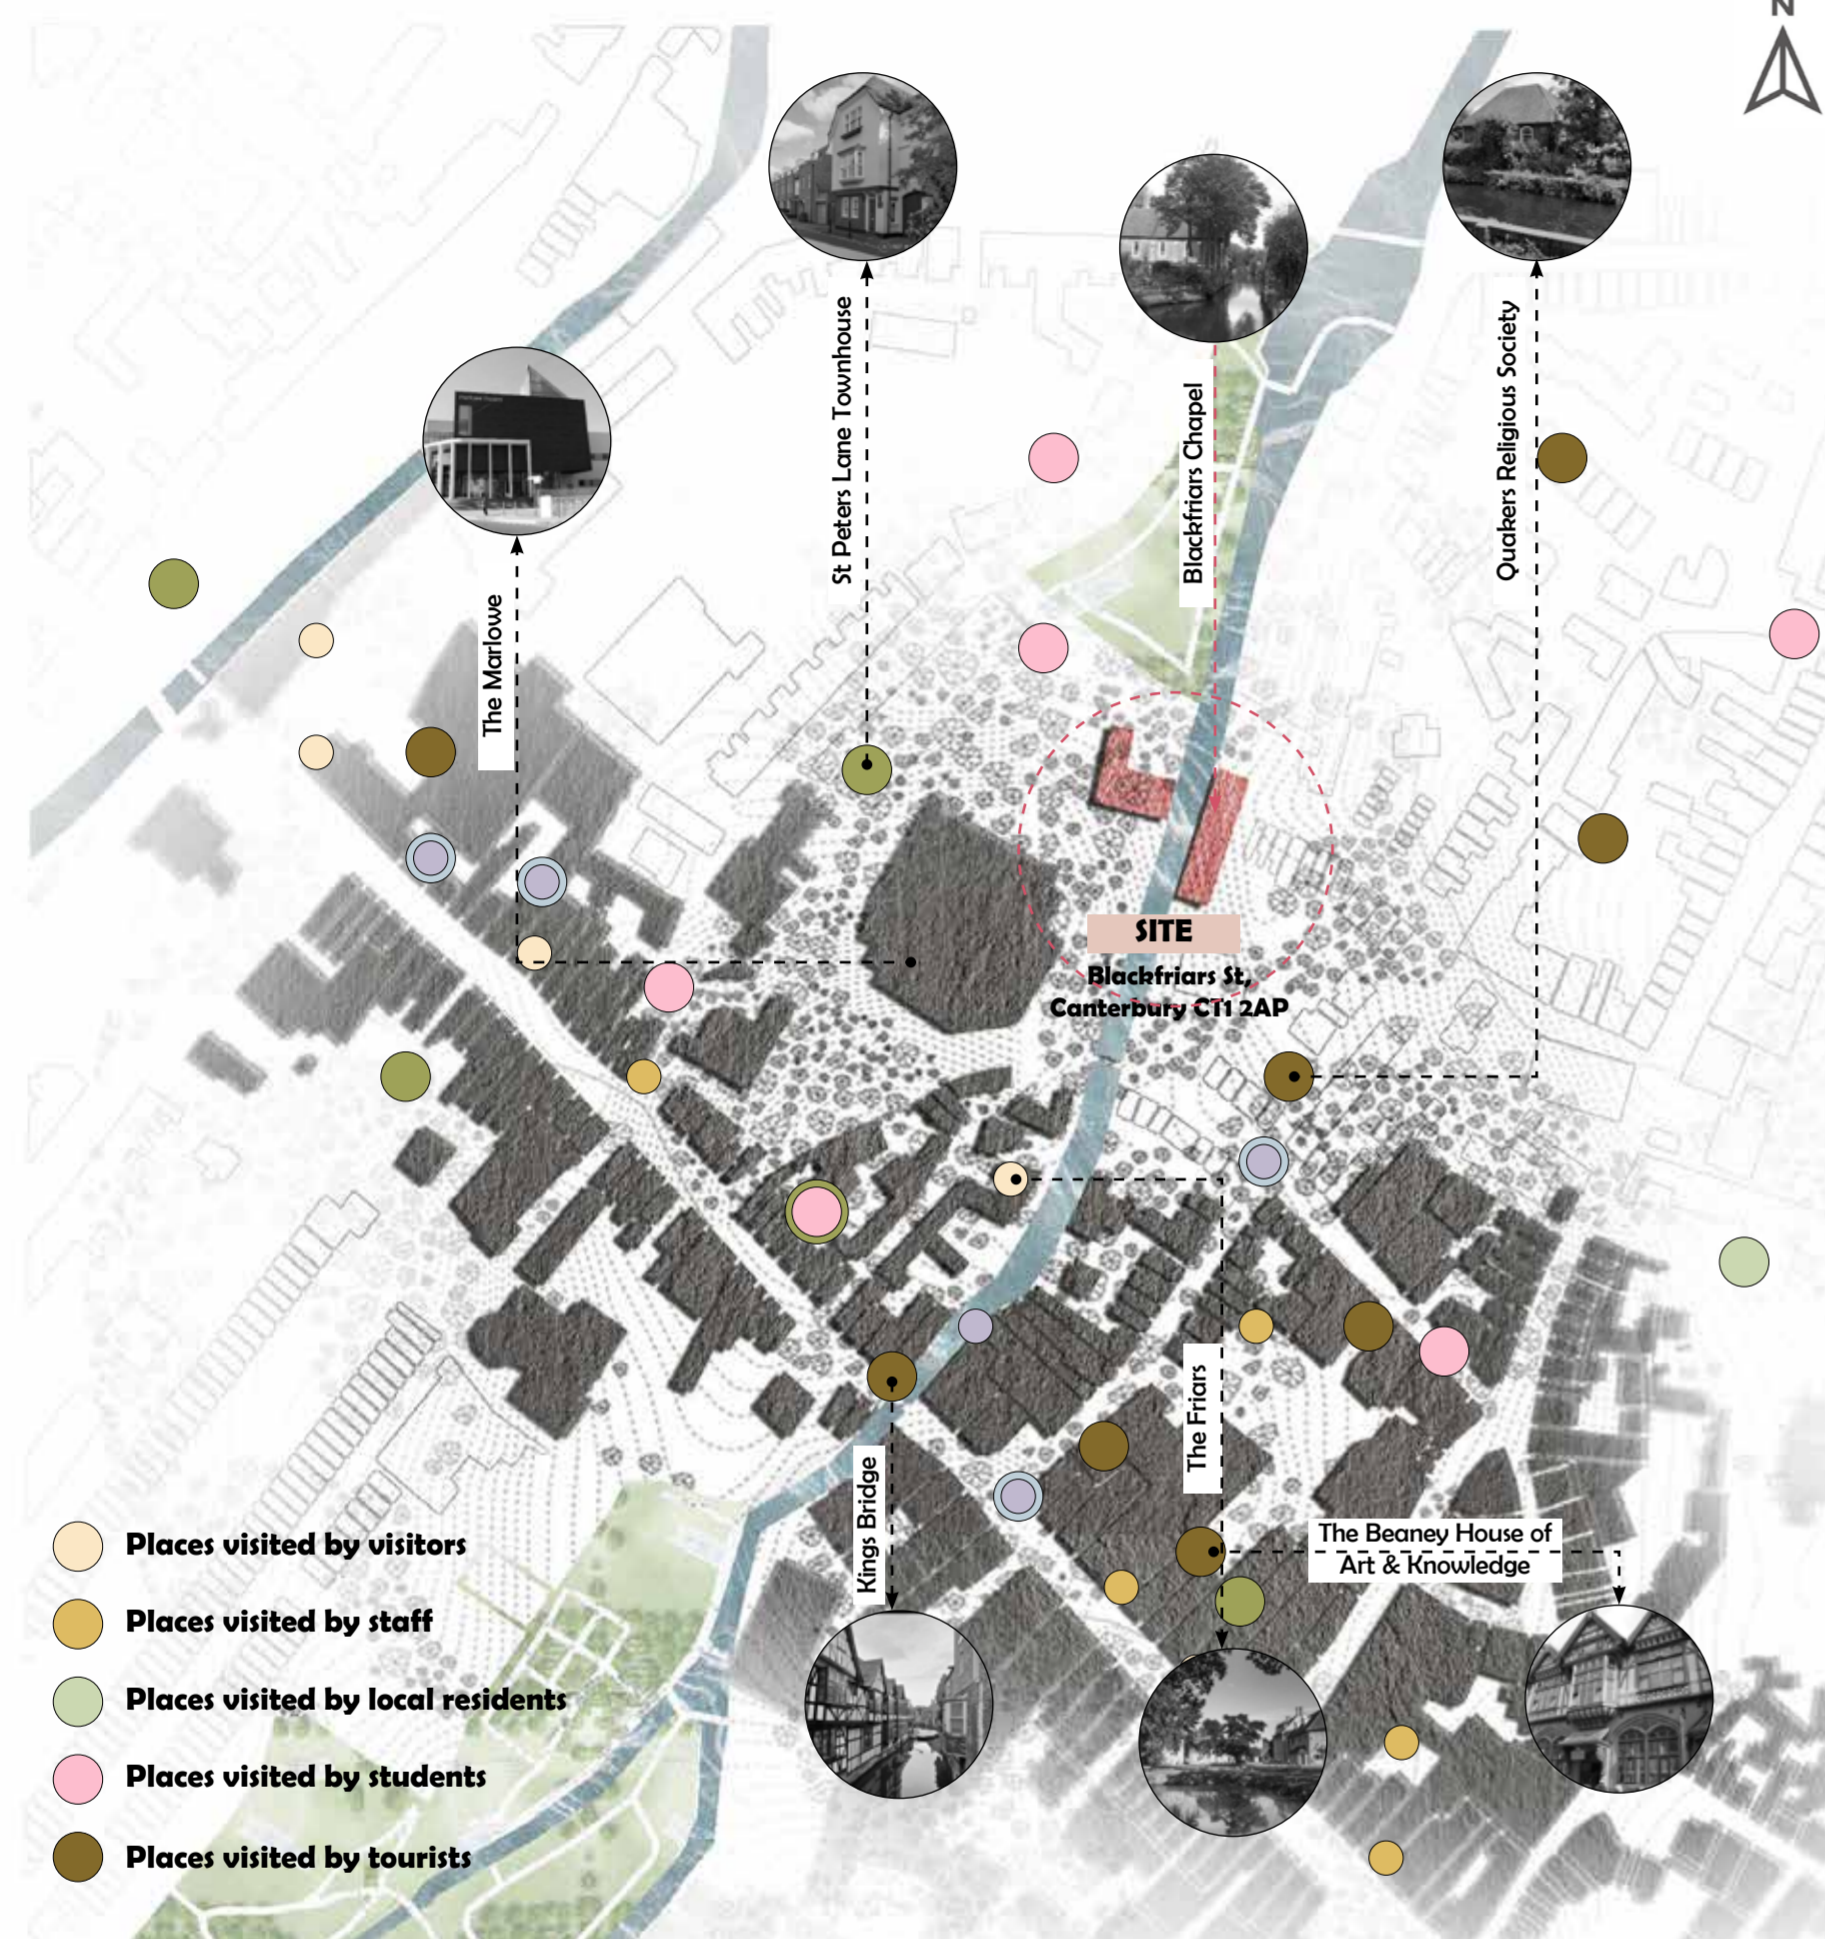 N
St Peters Lane Townhouse
Blackfriars Chapel
Quakers Religious Society
The Marlowe
SITE
Blackfriars St,
Canterbury CT1 2AP
The Friars
Kings Bridge
The Beaney House of
Art & Knowledge
Places visited by visitors
Places visited by staff
Places visited by local residents
Places visited by students
Places visited by tourists